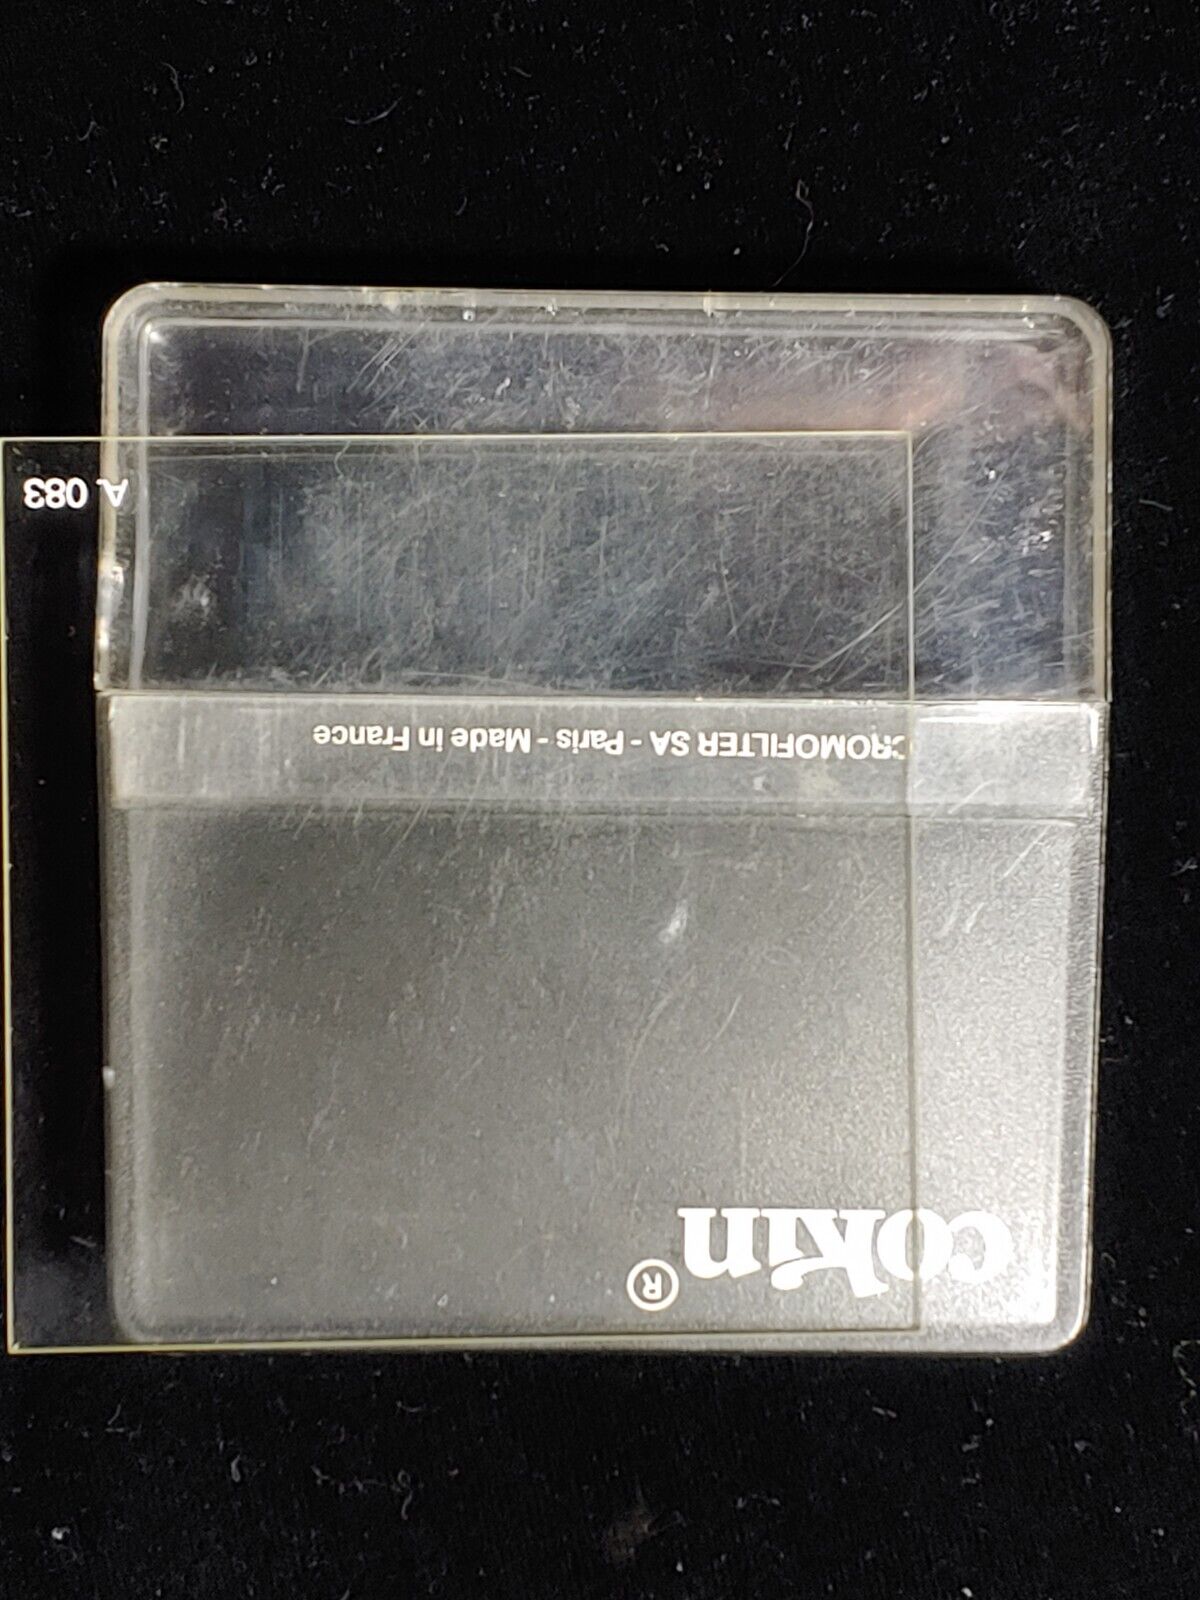 cokin ®
CROMOFILTER SA - Paris - Made in France
A. 083